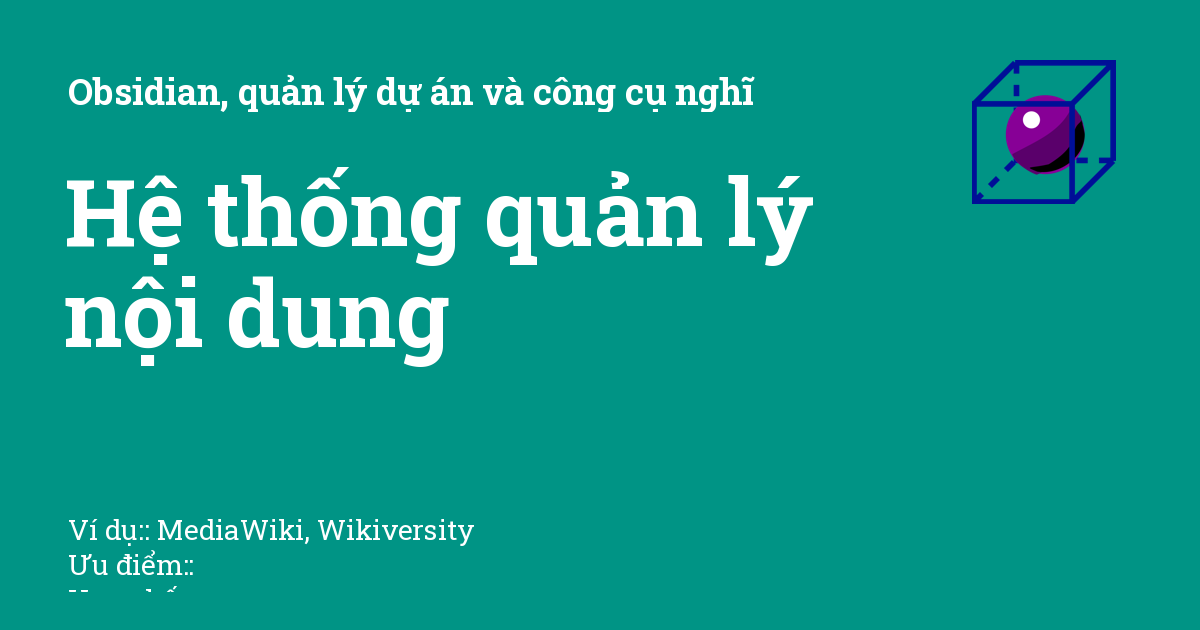 Obsidian, quản lý dự án và công cụ nghĩ
Hệ thống quản lý
nội dung
Ví dụ:: MediaWiki, Wikiversity
Ưu điểm::